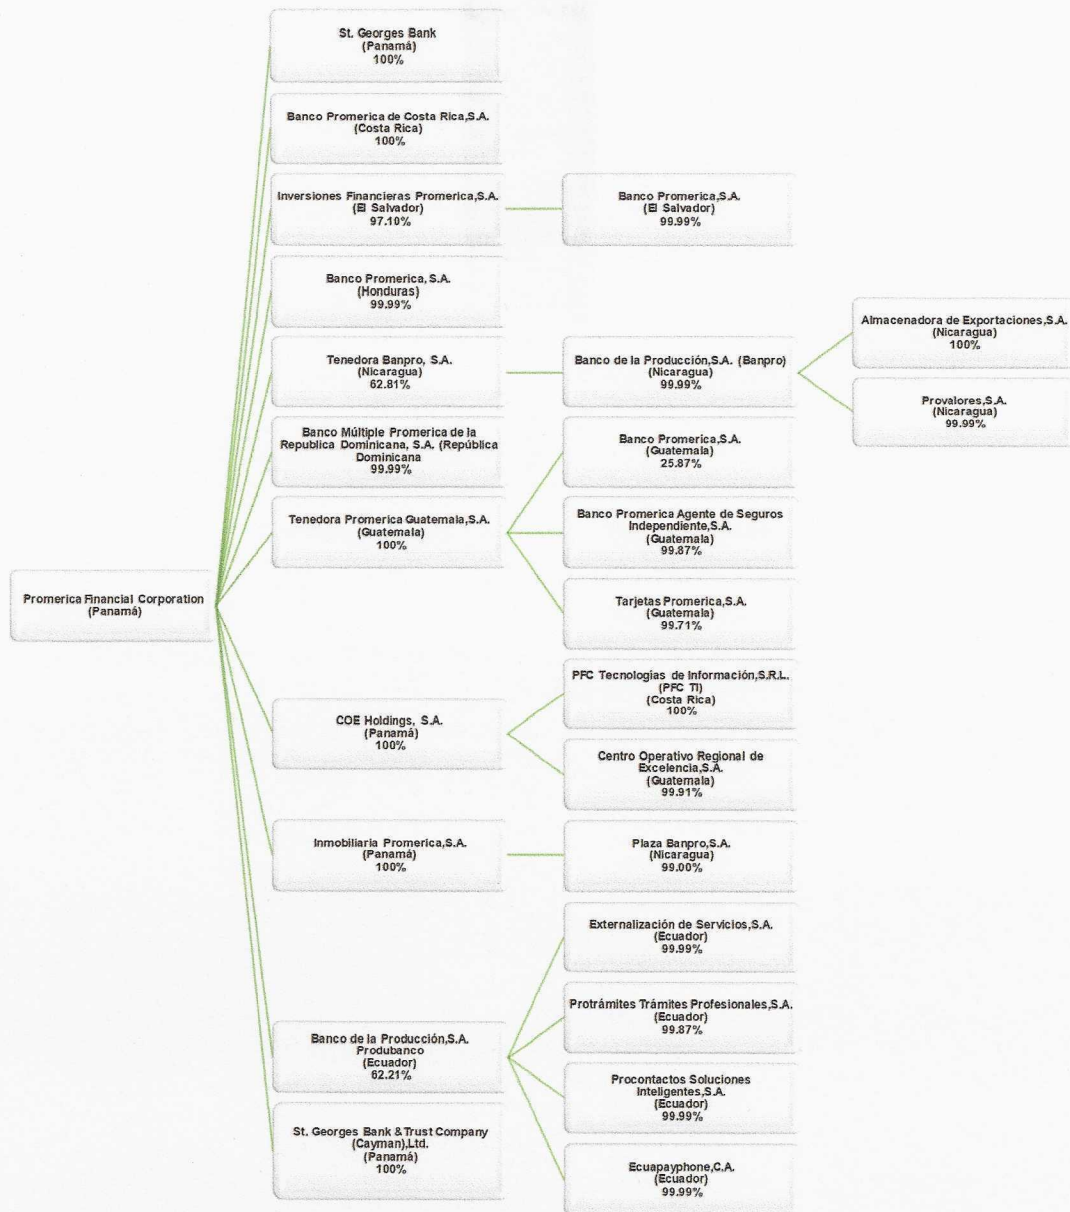 St. Georges Bank
(Panamá)
100%
Banco Promerica de Costa Rica,S.A.
(Costa Rica)
100%
Inversiones Financieras Promerica,S.A.
(El Salvador)
97.10%
Banco Promerica,S.A.
(El Salvador)
99.99%
Banco Promerica, S.A.
(Honduras)
99.99%
Tenedora Banpro, S.A.
(Nicaragua)
62.81%
Banco de la Producción,S.A. (Banpro)
(Nicaragua)
99.99%
Almacenadora de Exportaciones,S.A.
(Nicaragua)
100%
Provalores,S.A.
(Nicaragua)
99.99%
Banco Múltiple Promerica de la
Republica Dominicana, S.A. (República
Dominicana
99.99%
Tenedora Promerica Guatemala,S.A.
(Guatemala)
100%
Banco Promerica,S.A.
(Guatemala)
25.87%
Banco Promerica Agente de Seguros
Independiente,S.A.
(Guatemala)
99.87%
Tarjetas Promerica,S.A.
(Guatemala)
99.71%
Promerica Financial Corporation
(Panamá)
COE Holdings, S.A.
(Panamá)
100%
PFC Tecnologías de Información,S.R.L.
(PFC TI)
(Costa Rica)
100%
Centro Operativo Regional de
Excelencia,S.A.
(Guatemala)
99.91%
Inmobiliaria Promerica,S.A.
(Panamá)
100%
Plaza Banpro,S.A.
(Nicaragua)
99.00%
Banco de la Producción,S.A.
Produbanco
(Ecuador)
62.21%
Externalización de Servicios,S.A.
(Ecuador)
99.99%
Protrámites Trámites Profesionales,S.A.
(Ecuador)
99.87%
Procontactos Soluciones
Inteligentes,S.A.
(Ecuador)
99.99%
Ecuapayphone,C.A.
(Ecuador)
99.99%
St. Georges Bank & Trust Company
(Cayman),Ltd.
(Panamá)
100%